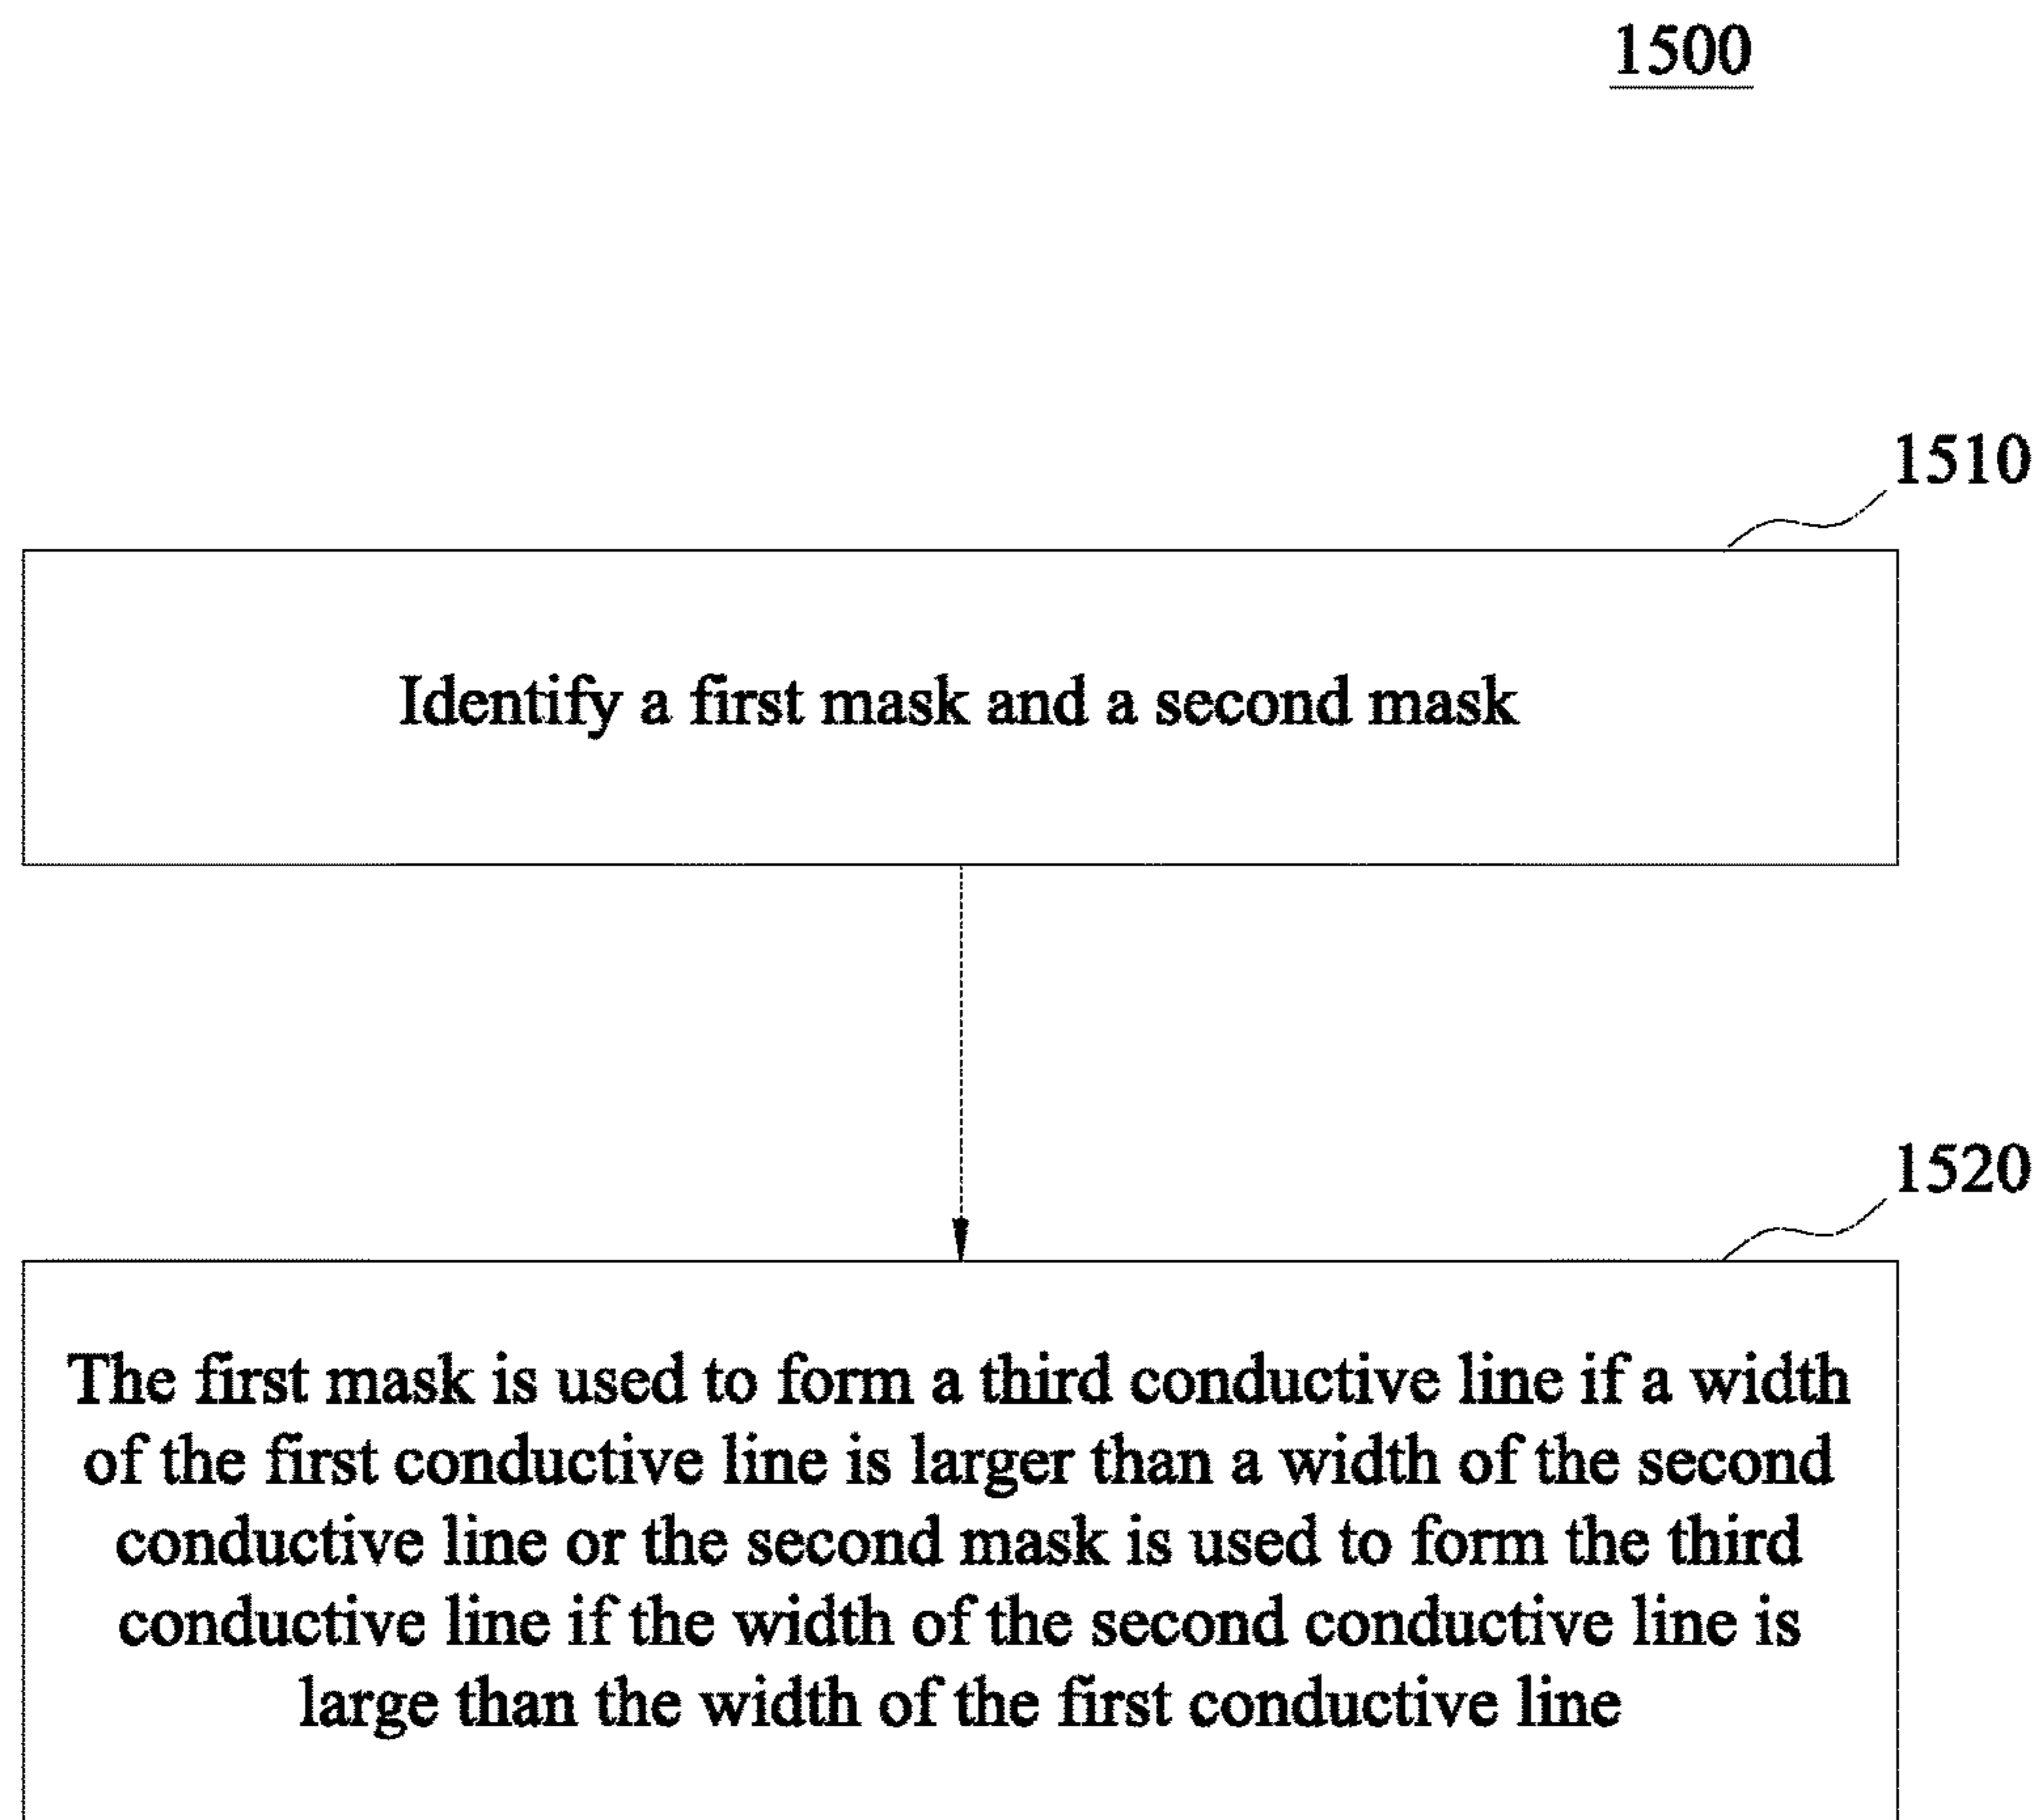 1500
1510
Identify a first mask and a second mask
1520
The first mask is used to form a third conductive line if a width
of the first conductive line is larger than a width of the second
conductive line or the second mask is used to form the third
conductive line if the width of the second conductive line is
large than the width of the first conductive line